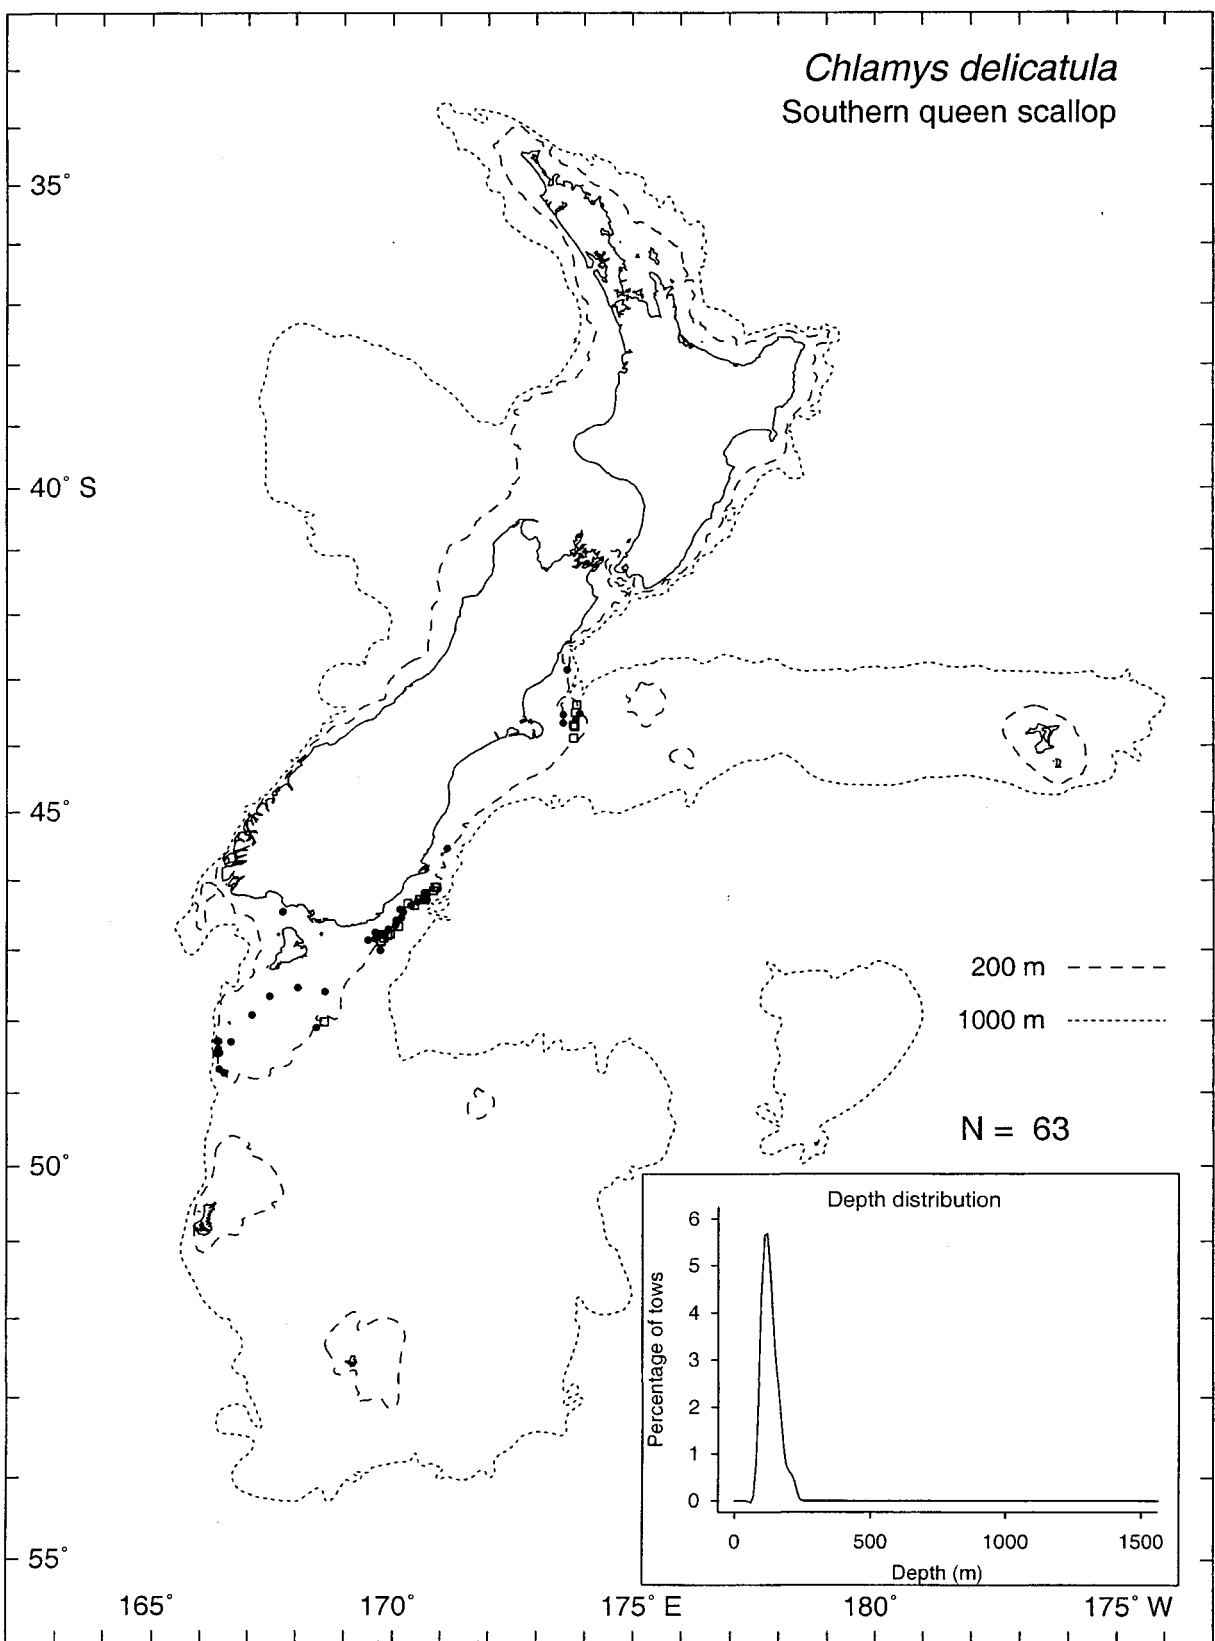 Chlamys delicatula
Southern queen scallop
35°
40° S
45°
200 m
1000 m
N = 63
50°
Depth distribution
6
5
4
3
2
1
0
Percentage of tows
0 500 1000 1500
Depth (m)
55°
165° 170° 175° E 180° 175° W